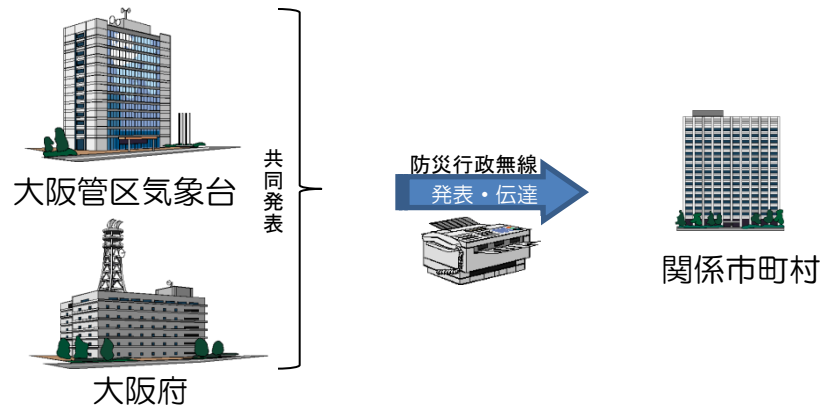 大阪管区気象台
共同発表
大阪府
防災行政無線
発表・伝達
関係市町村